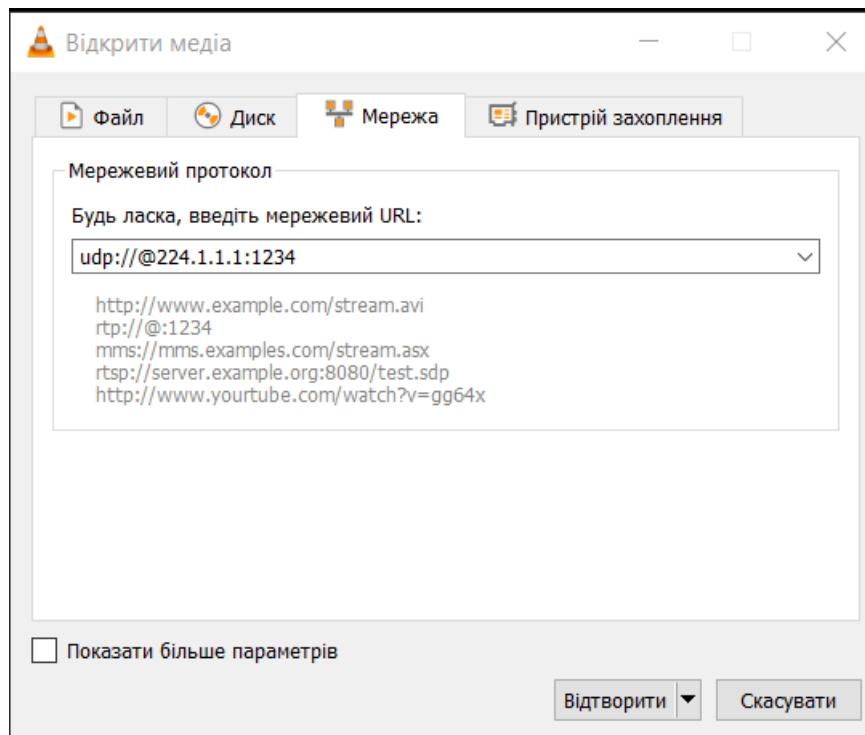 Відкрити медіа
Файл Диск Мережа Пристрій захоплення
Мережевий протокол
Будь ласка, введіть мережевий URL:
udp://@224.1.1.1:1234
http://www.example.com/stream.avi
rtp://@:1234
mms://mms.examples.com/stream.asx
rtsp://server.example.org:8080/test.sdp
http://www.yourtube.com/watch?v=gg64x
Показати більше параметрів
Відтворити Скасувати